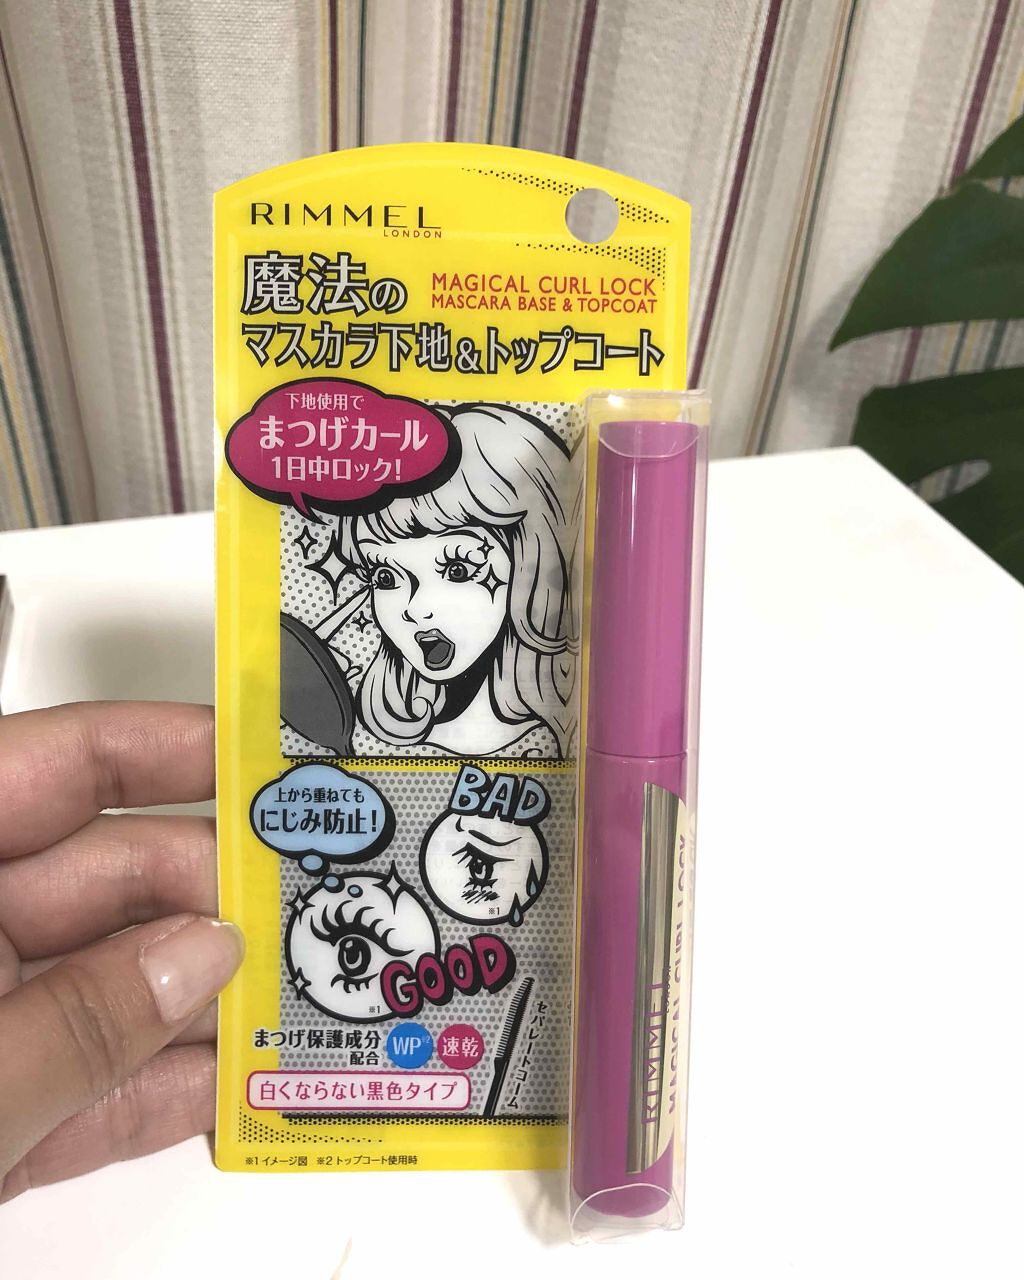 RIMMEL
LONDON
魔法の
MAGICAL CURL LOCK
MASCARA BASE & TOPCOAT
マスカラ下地&トップコート
下地使用で
まつげカール
1日中ロック!
上から重ねても
にじみ防止!
BAD
※1
GOOD
※1
セパレートコーム
まつげ保護成分
配合
WP※2
速乾
白くならない黒色タイプ
※1 イメージ図 ※2 トップコート使用時
RIMMEL
LONDON
MAGICAL CURL LOCK